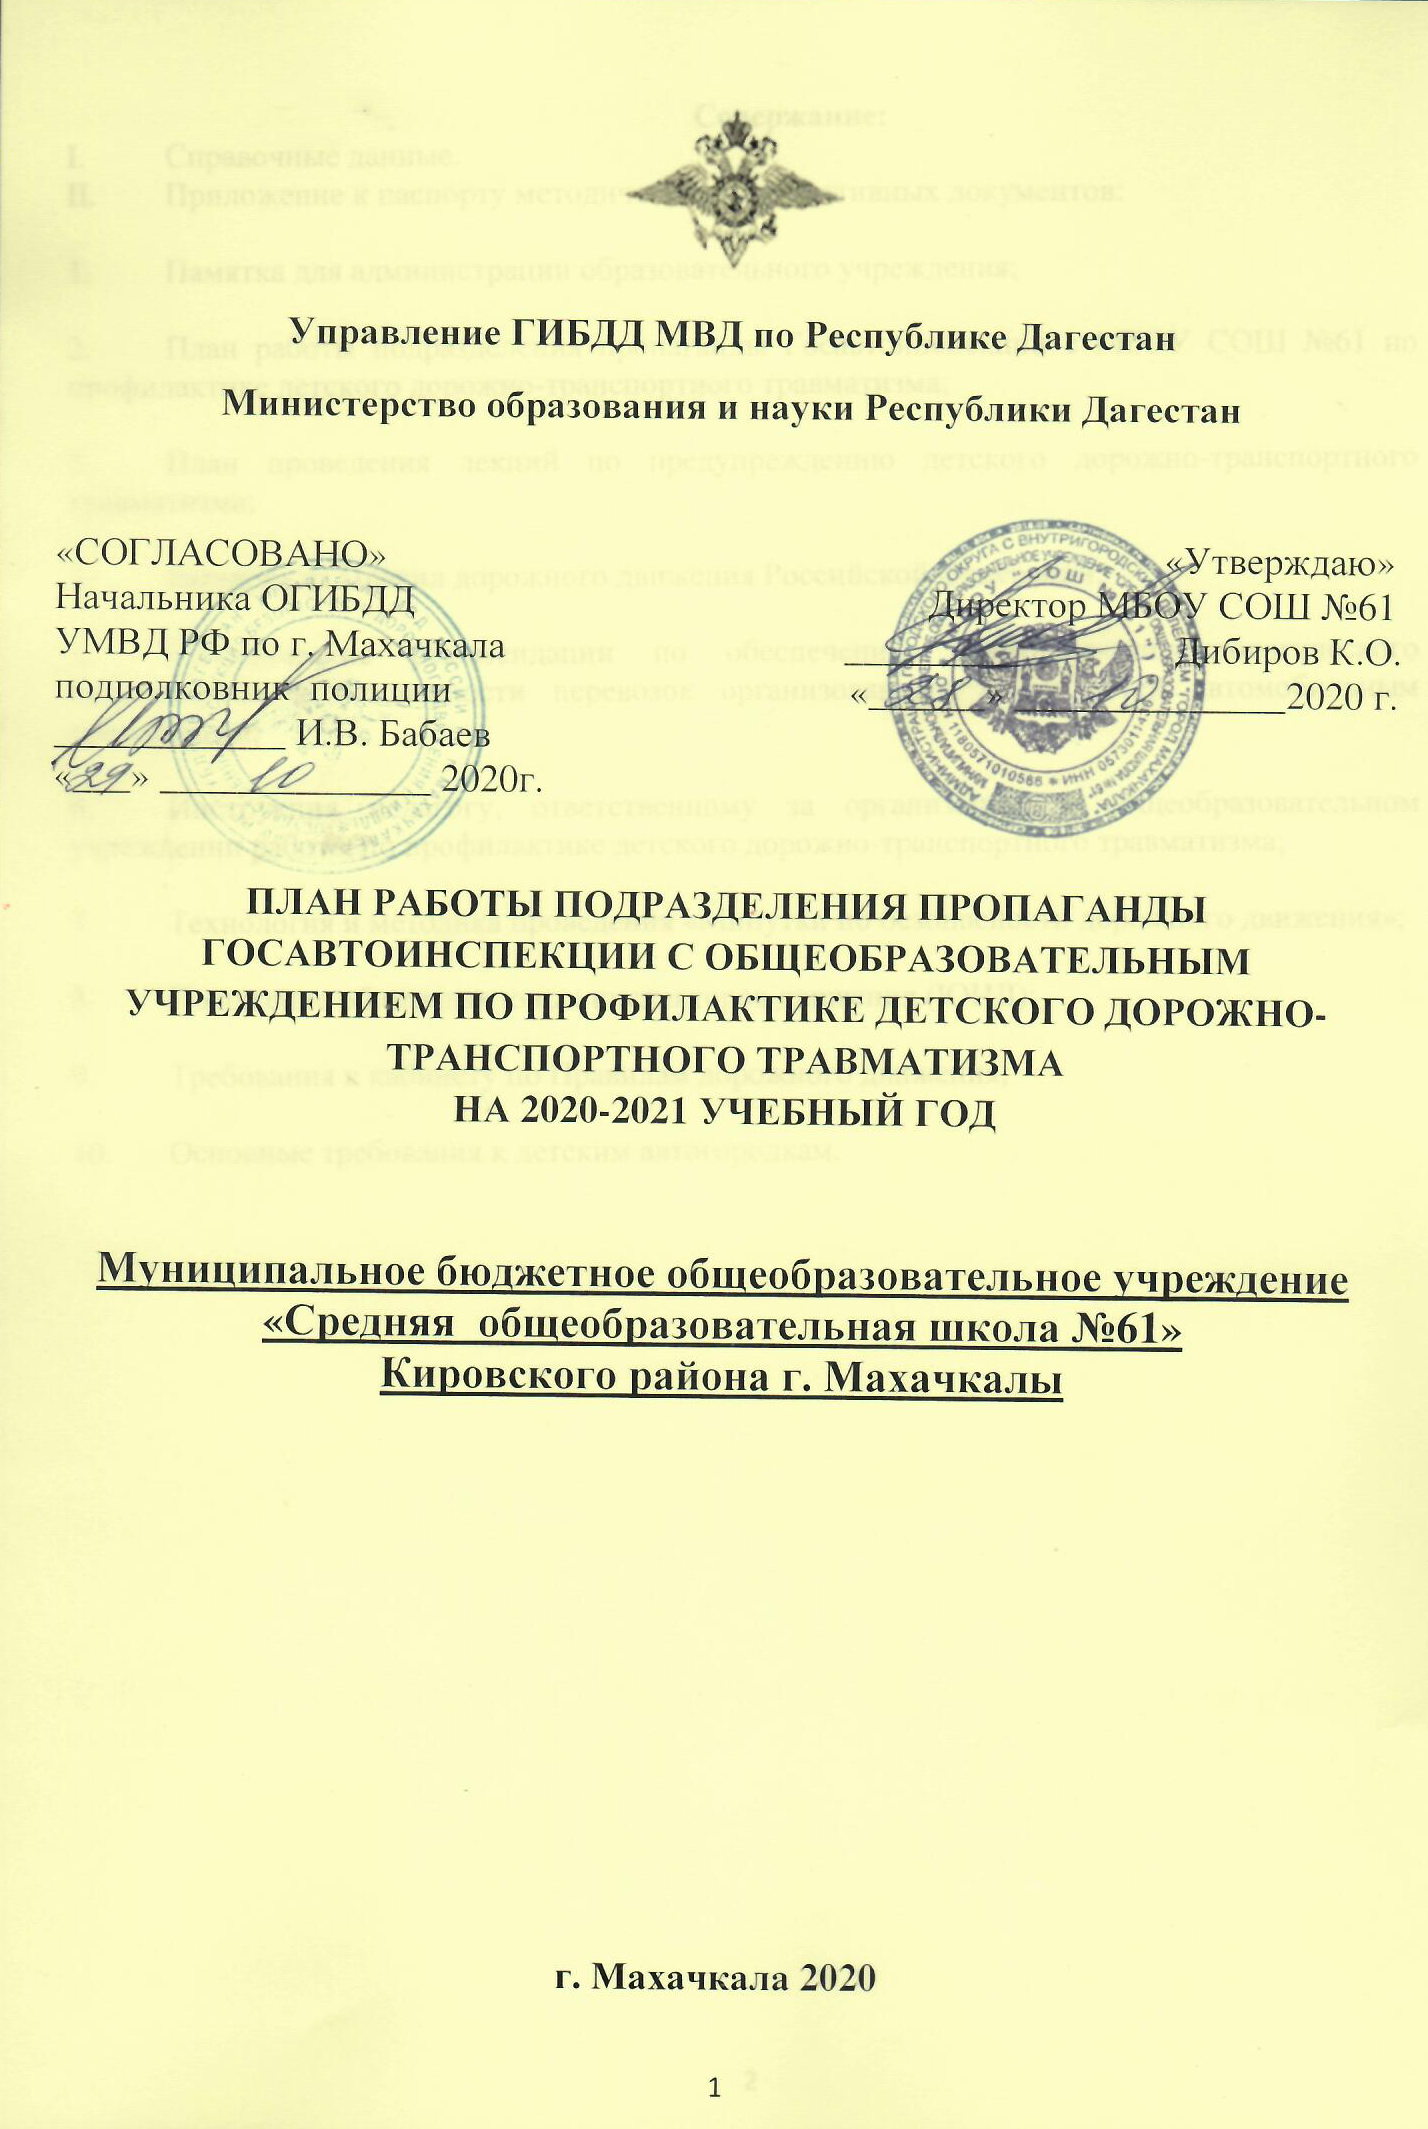 Управление ГИБДД МВД по Республике Дагестан
Министерство образования и науки Республики Дагестан
«СОГЛАСОВАНО»
Начальника ОГИБДД
УМВД РФ по г. Махачкала
подполковник полиции
____________ И.В. Бабаев
«29» 10 2020г.
«Утверждаю»
Директор МБОУ СОШ №61
Дибиров К.О.
2020 г.
ПЛАН РАБОТЫ ПОДРАЗДЕЛЕНИЯ ПРОПАГАНДЫ
ГОСАВТОИНСПЕКЦИИ С ОБЩЕОБРАЗОВАТЕЛЬНЫМ
УЧРЕЖДЕНИЕМ ПО ПРОФИЛАКТИКЕ ДЕТСКОГО ДОРОЖНО-
ТРАНСПОРТНОГО ТРАВМАТИЗМА
НА 2020-2021 УЧЕБНЫЙ ГОД
Муниципальное бюджетное общеобразовательное учреждение
«Средняя общеобразовательная школа №61»
Кировского района г. Махачкалы
г. Махачкала 2020
1